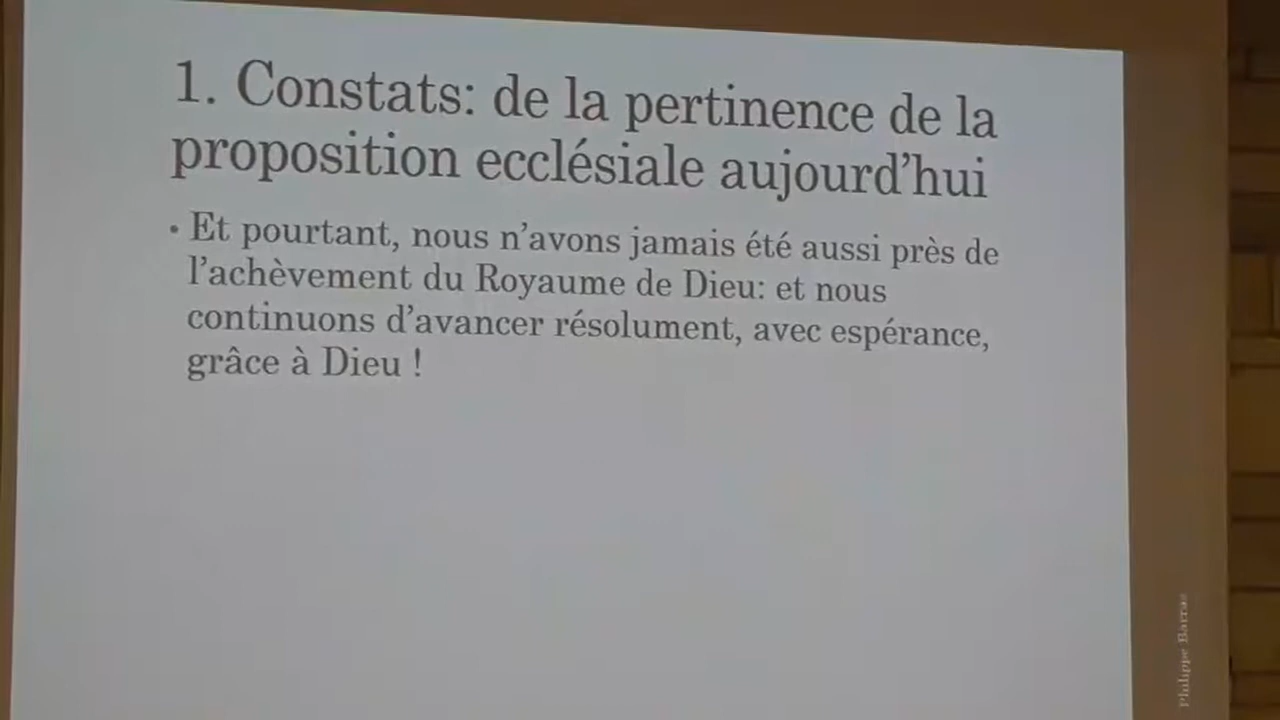 1. Constats: de la pertinence de la
proposition ecclésiale aujourd’hui
• Et pourtant, nous n’avons jamais été aussi près de
l’achèvement du Royaume de Dieu: et nous
continuons d’avancer résolument, avec espérance,
grâce à Dieu !
Philippe Barras